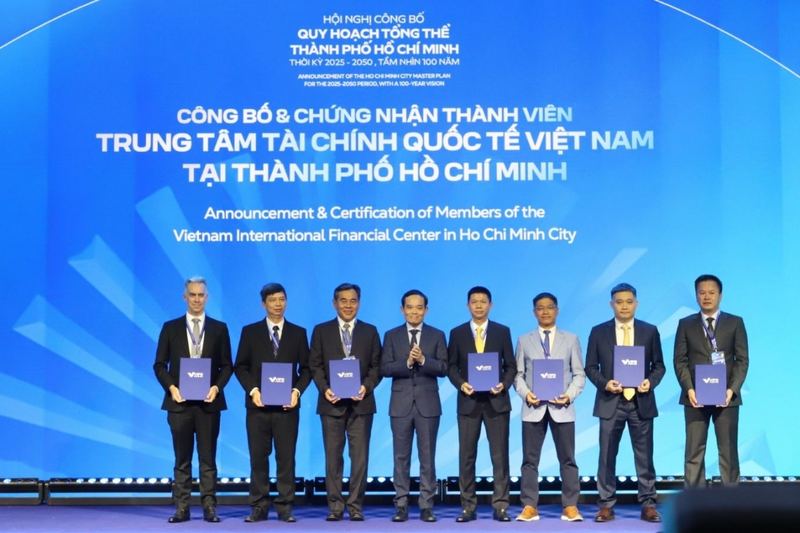 HỘI NGHỊ CÔNG BỐ
QUY HOẠCH TỔNG THỂ
THÀNH PHỐ HỒ CHÍ MINH
THỜI KỲ 2025 - 2050 , TẦM NHÌN 100 NĂM
ANNOUNCEMENT OF THE HO CHI MINH CITY MASTER PLAN
FOR THE 2025-2050 PERIOD, WITH A 100-YEAR VISION
CÔNG BỐ & CHỨNG NHẬN THÀNH VIÊN
TRUNG TÂM TÀI CHÍNH QUỐC TẾ VIỆT NAM
TẠI THÀNH PHỐ HỒ CHÍ MINH
Announcement & Certification of Members of the
Vietnam International Financial Center in Ho Chi Minh City